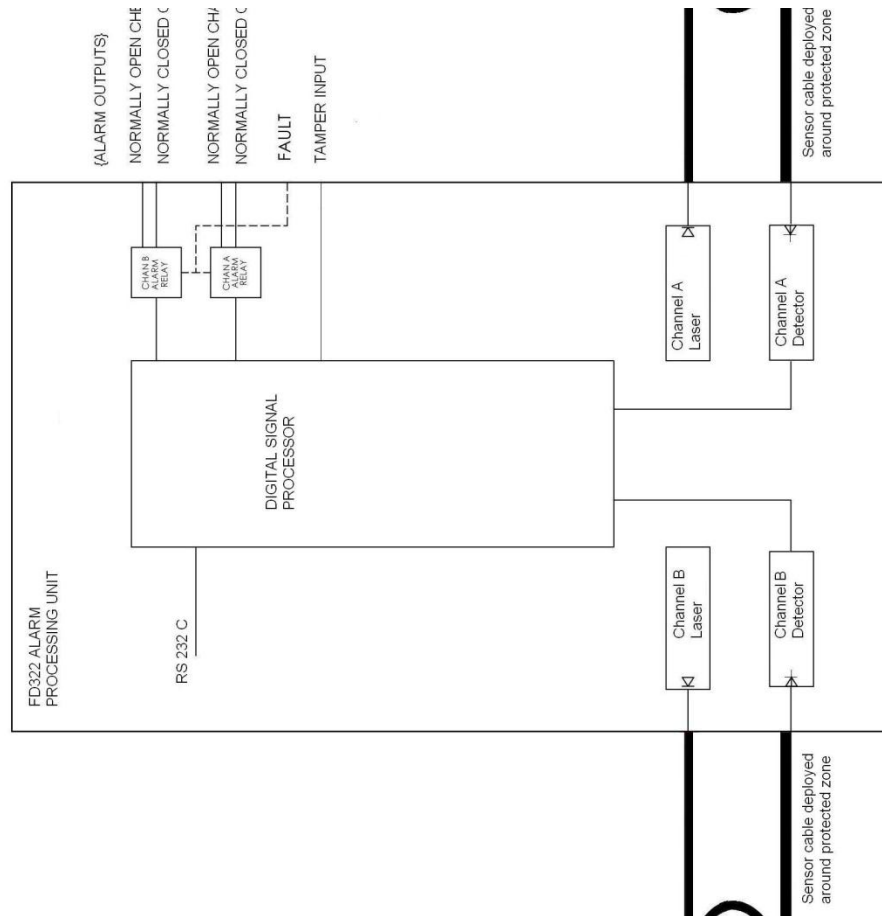 {ALARM OUTPUTS}
NORMALLY OPEN
NORMALLY CLOSED
NORMALLY OPEN
NORMALLY CLOSED
FAULT
TAMPER INPUT
Sensor cable deployed
around protected zone
CHAN B
ALARM
RELAY
CHAN A
ALARM
RELAY
Channel A
Laser
Channel A
Detector
DIGITAL SIGNAL
PROCESSOR
FD322 ALARM
PROCESSING UNIT
RS 232 C
Channel B
Laser
Channel B
Detector
Sensor cable deployed
around protected zone